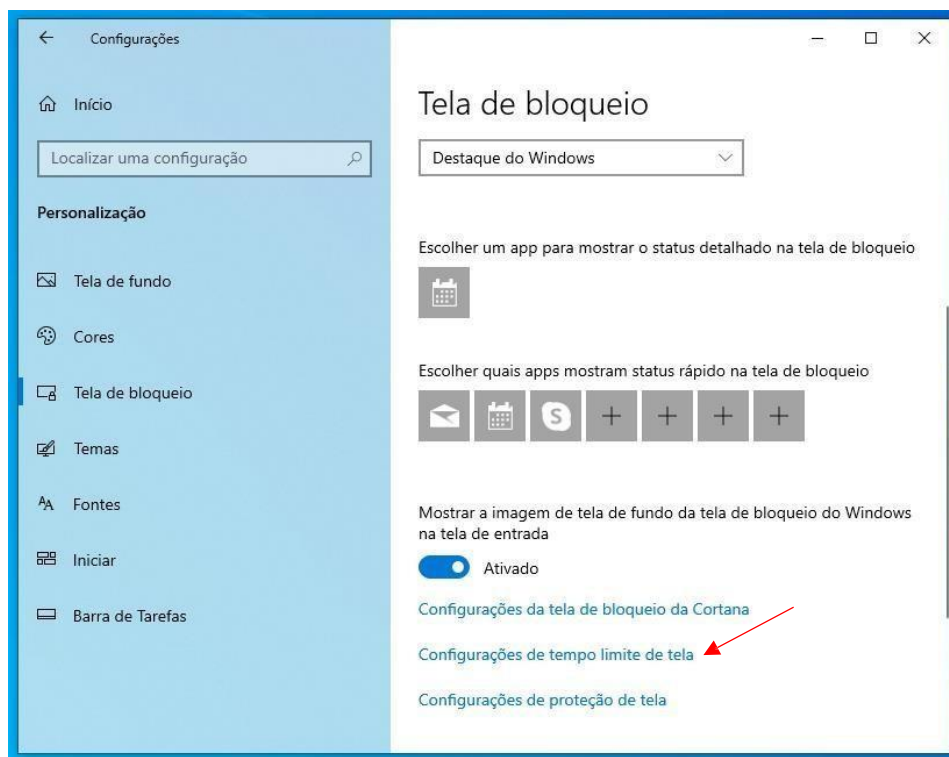 Configurações
Início
Localizar uma configuração
Personalização
Tela de fundo
Cores
Tela de bloqueio
Temas
Fontes
Iniciar
Barra de Tarefas
Tela de bloqueio
Destaque do Windows
Escolher um app para mostrar o status detalhado na tela de bloqueio
Escolher quais apps mostram status rápido na tela de bloqueio
Mostrar a imagem de tela de fundo da tela de bloqueio do Windows
na tela de entrada
Ativado
Configurações da tela de bloqueio da Cortana
Configurações de tempo limite de tela
Configurações de proteção de tela